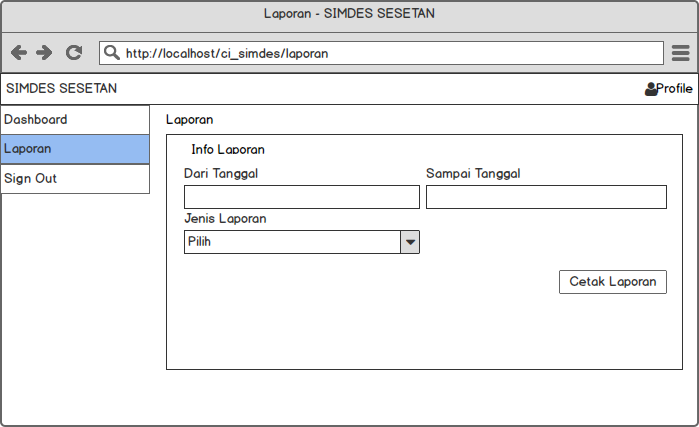 Laporan - SIMDES SESETAN
http://localhost/ci_simdes/laporan
SIMDES SESETAN
Profile
Dashboard
Laporan
Sign Out
Laporan
Info Laporan
Dari Tanggal
Sampai Tanggal
Jenis Laporan
Pilih
Cetak Laporan